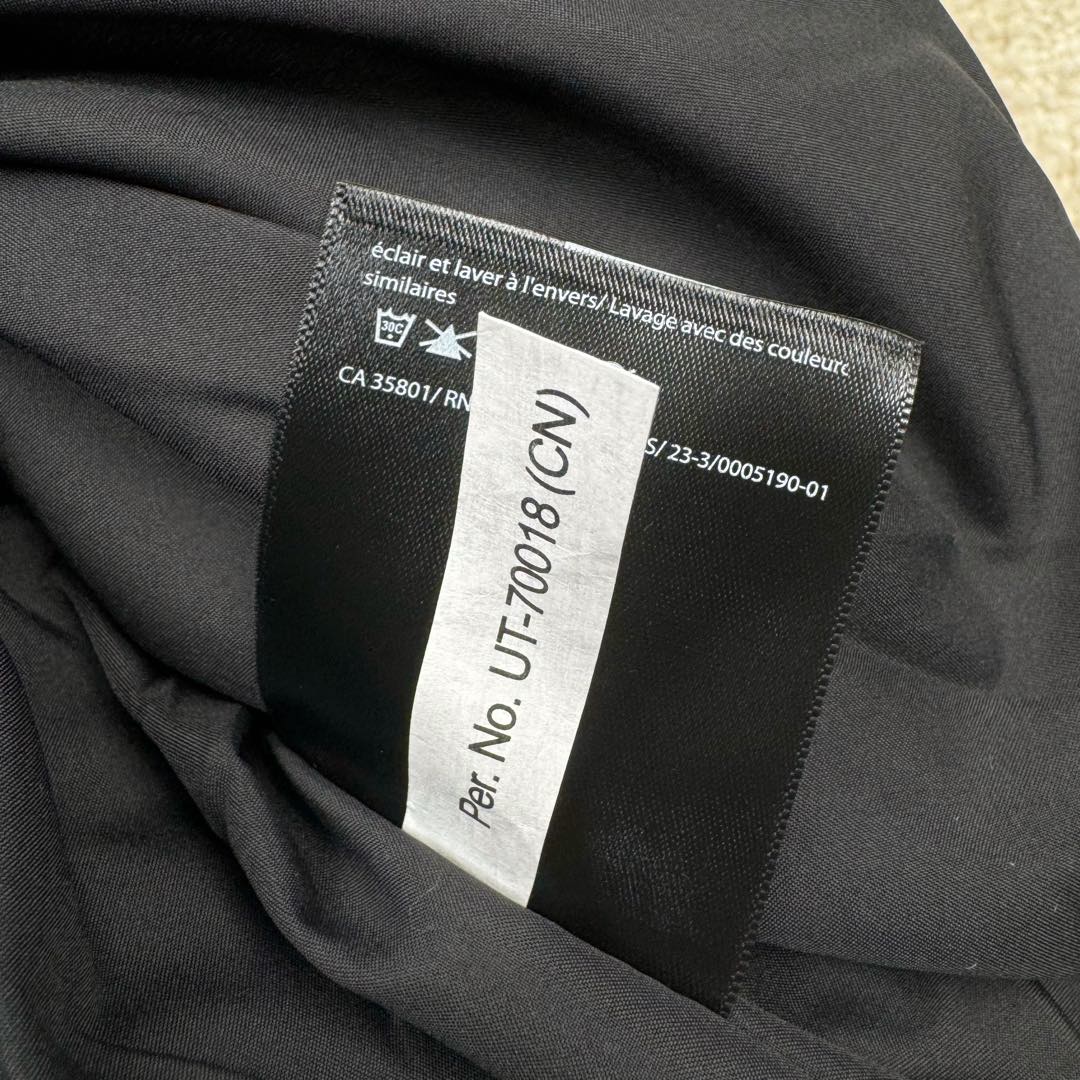 éclair et laver à l'envers/ Lavage avec des couleurs
similaires
30C
CA 35801/ RN
S/ 23-3/0005190-01
Per. No. UT-70018 (CN)